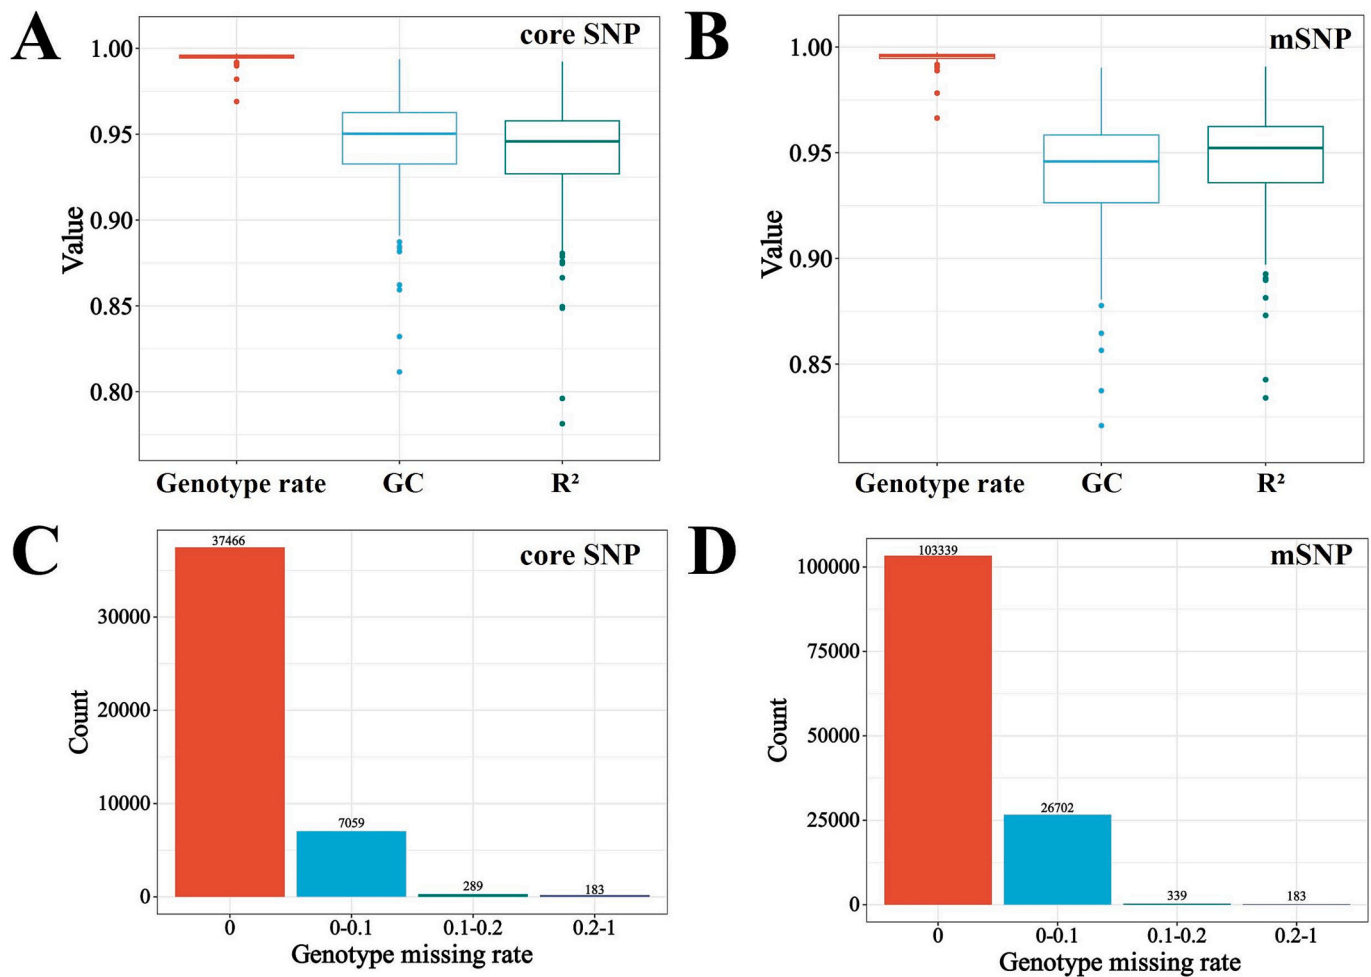 A
core SNP
1.00
0.95
0.90
0.85
0.80
Value
Genotype rate
GC
R²
B
mSNP
1.00
0.95
0.90
0.85
Value
Genotype rate
GC
R²
C
core SNP
37466
7059
289
183
30000
20000
10000
0
Count
0
0-0.1
0.1-0.2
0.2-1
Genotype missing rate
D
mSNP
103339
26702
339
183
100000
75000
50000
25000
0
Count
0
0-0.1
0.1-0.2
0.2-1
Genotype missing rate